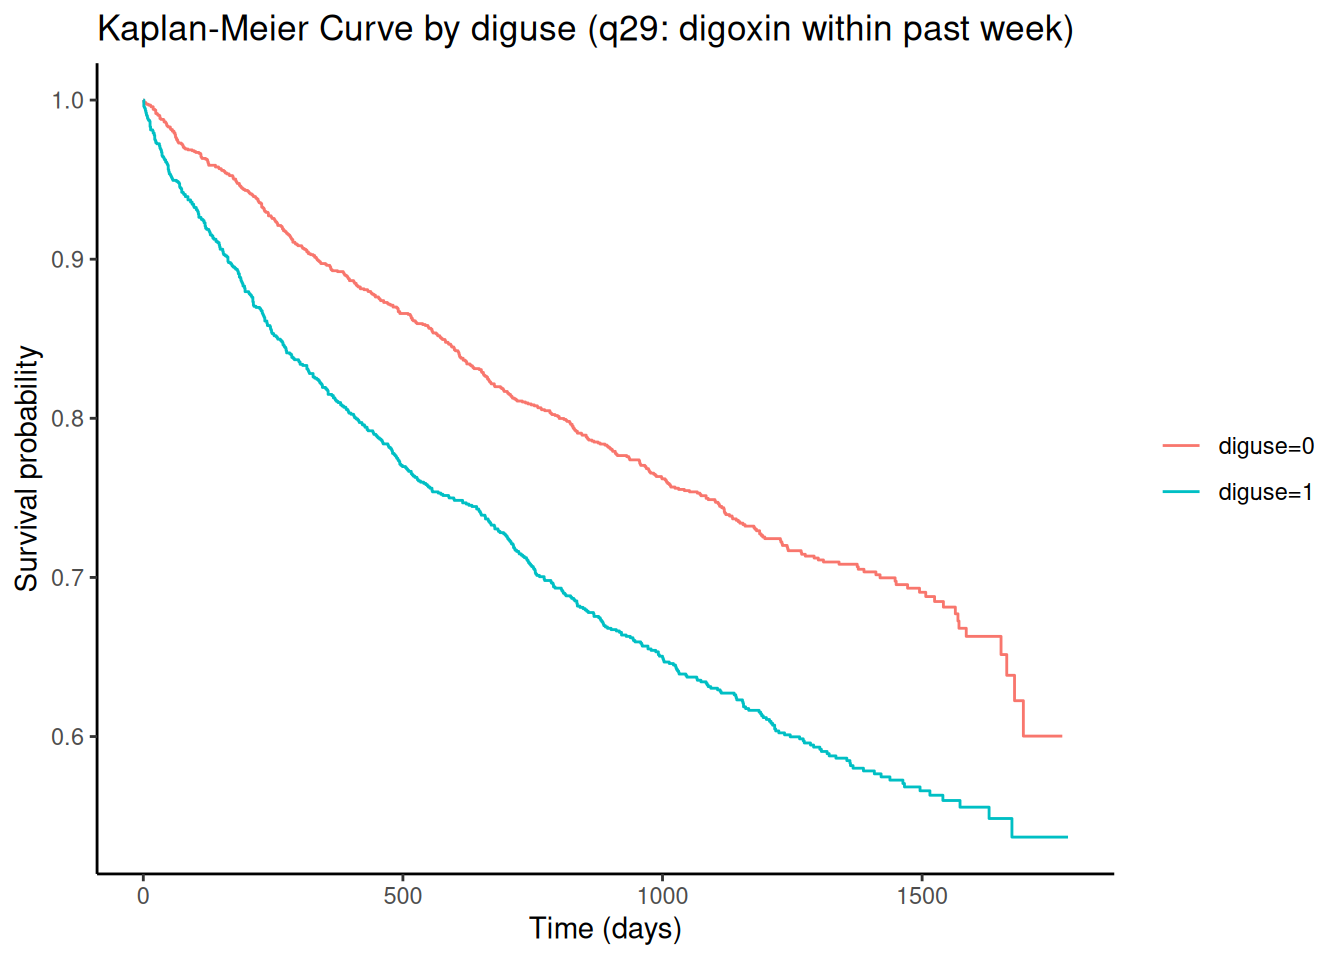 Kaplan-Meier Curve by diguse (q29: digoxin within past week)
1.0
0.9
0.8
0.7
0.6
Survival probability
0
500
1000
1500
Time (days)
diguse=0
diguse=1